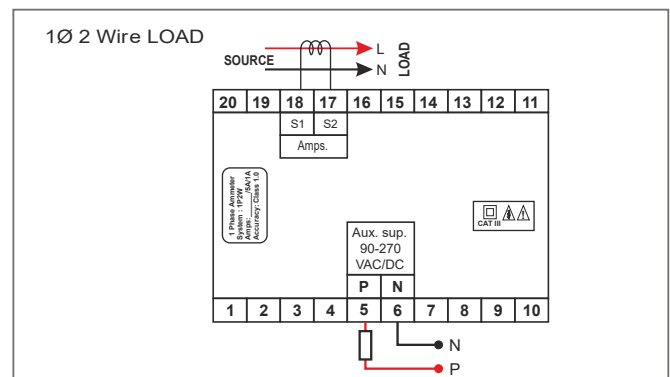 1Ø 2 Wire LOAD
SOURCE
L
N
LOAD
20 19 18 17 16 15 14 13 12 11
S1 S2
Amps.
1 Phase Ammeter
System : 1P2W
Amps:______/5A/1A
Accuracy: Class 1.0
CAT III
Aux. sup.
90-270
VAC/DC
P N
1 2 3 4 5 6 7 8 9 10
N
P